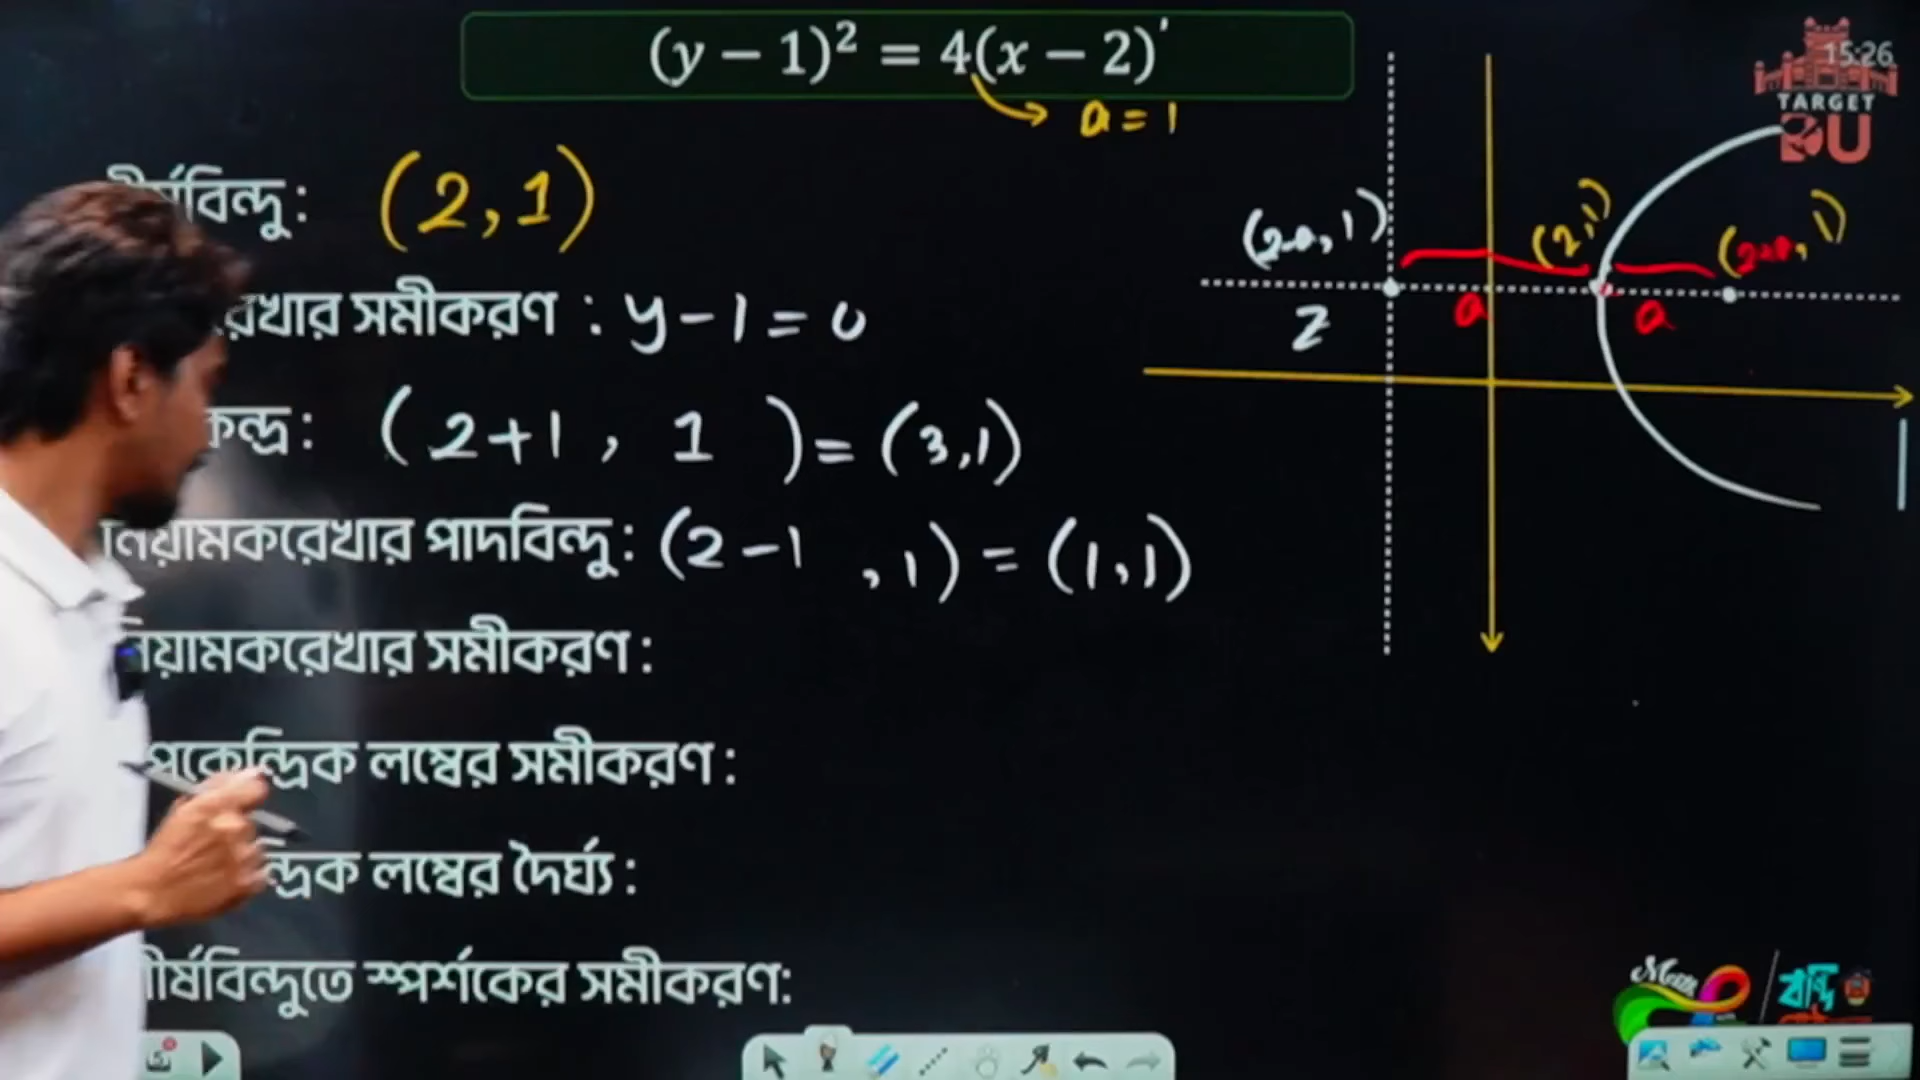 (y − 1)² = 4(x − 2)
a = 1
15:26
TARGET
DU
বিন্দু : (2, 1)
রেখার সমীকরণ : y − 1 = 0
কেন্দ্র : (2+1, 1) = (3,1)
নিয়ামকরেখার পাদবিন্দু : (2−1, 1) = (1,1)
নিয়ামকরেখার সমীকরণ :
পকেন্দ্রিক লম্বের সমীকরণ :
ন্দ্রিক লম্বের দৈর্ঘ্য :
শীর্ষবিন্দুতে স্পর্শকের সমীকরণ:
(2-a, 1)
(2,1)
(2+a, 1)
Z
a
a